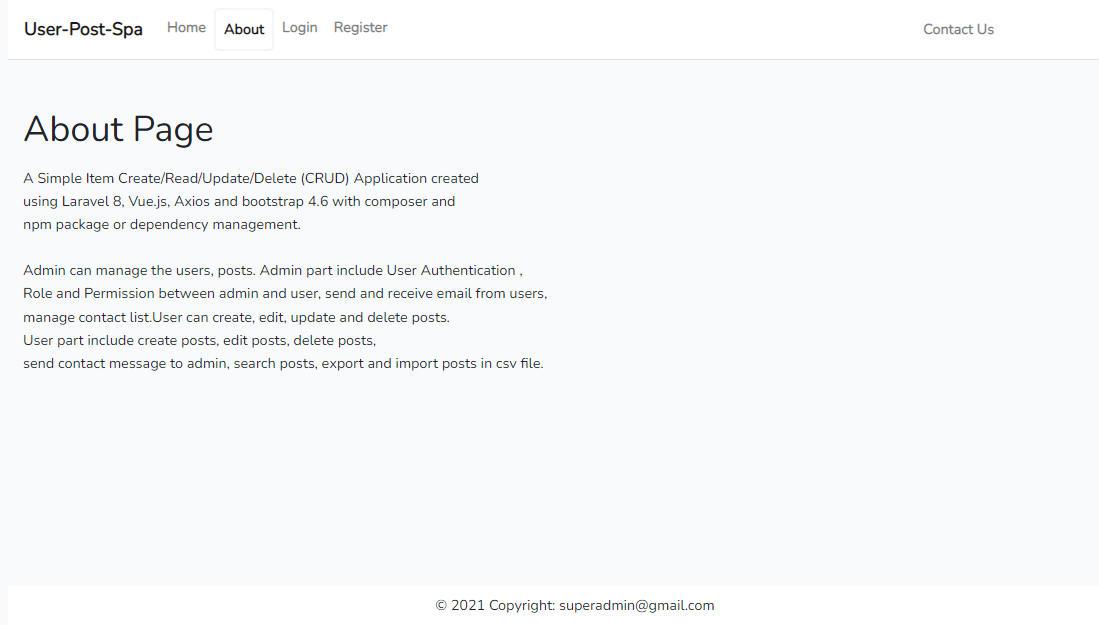 User-Post-Spa Home About Login Register Contact Us
About Page
A Simple Item Create/Read/Update/Delete (CRUD) Application created
using Laravel 8, Vue.js, Axios and bootstrap 4.6 with composer and
npm package or dependency management.
Admin can manage the users, posts. Admin part include User Authentication ,
Role and Permission between admin and user, send and receive email from users,
manage contact list.User can create, edit, update and delete posts.
User part include create posts, edit posts, delete posts,
send contact message to admin, search posts, export and import posts in csv file.
© 2021 Copyright: superadmin@gmail.com